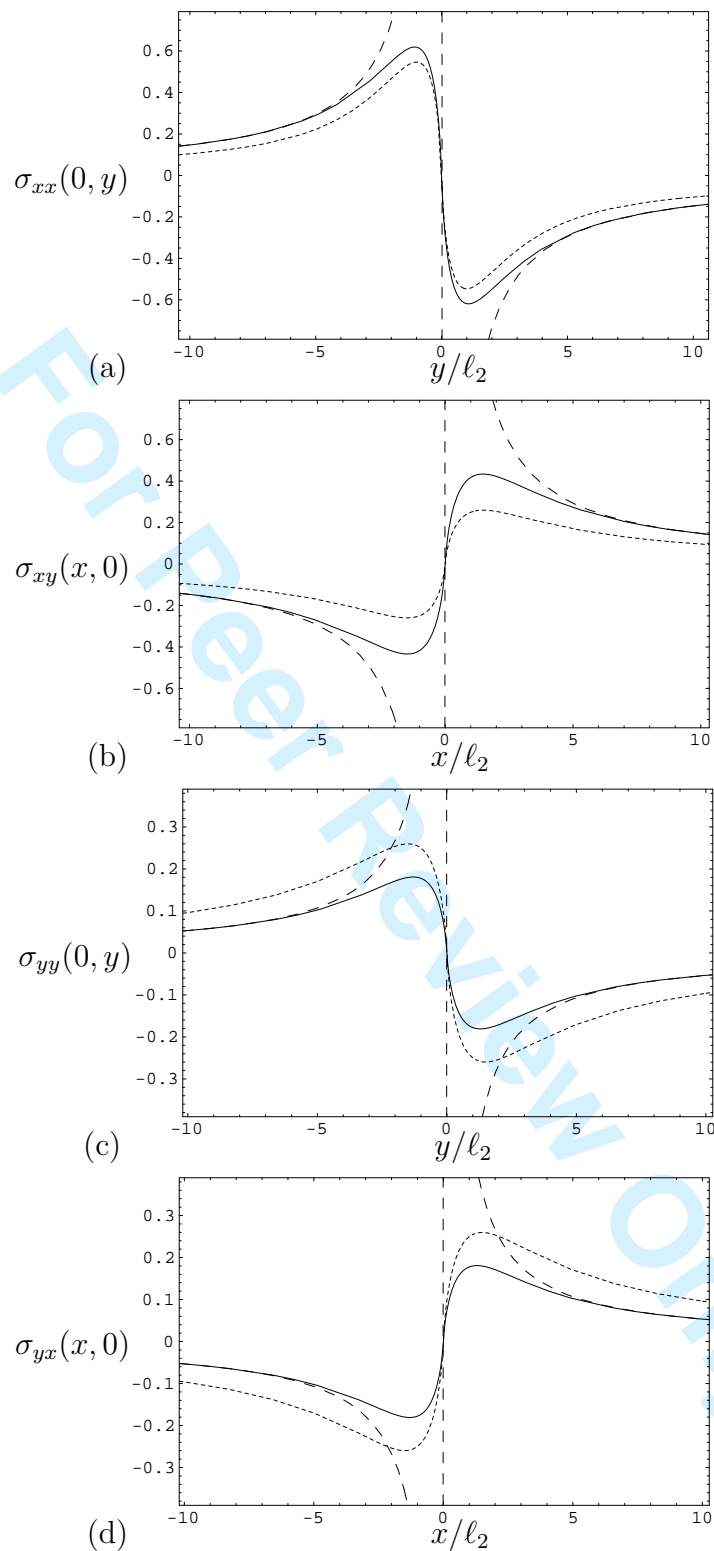 0.6
0.4
0.2
σxx(0, y)
0
-0.2
-0.4
-0.6
-10 -5 0 5 10
(a) y/ℓ2
0.6
0.4
0.2
σxy(x, 0)
0
-0.2
-0.4
-0.6
-10 -5 0 5 10
(b) x/ℓ2
0.3
0.2
0.1
σyy(0, y)
0
-0.1
-0.2
-0.3
-10 -5 0 5 10
(c) y/ℓ2
0.3
0.2
0.1
σyx(x, 0)
0
-0.1
-0.2
-0.3
-10 -5 0 5 10
(d) x/ℓ2
For Peer Review